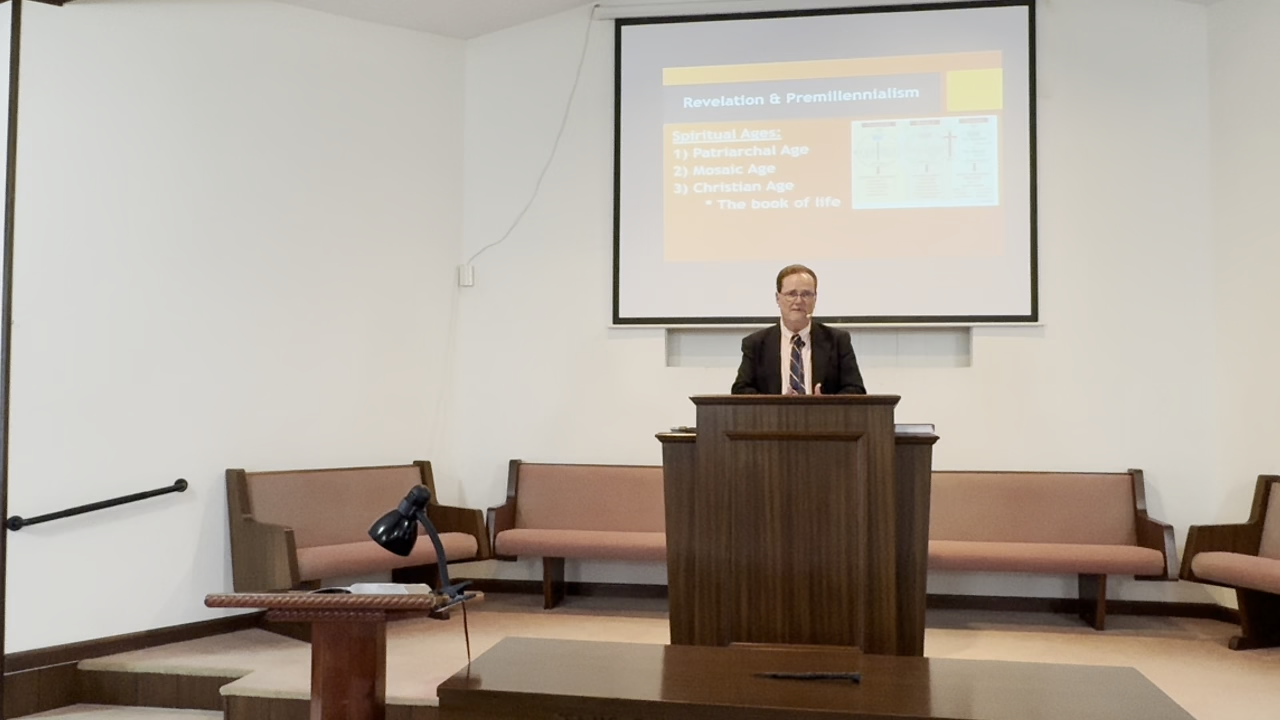 Revelation & Premillennialism
Spiritual Ages:
1) Patriarchal Age
2) Mosaic Age
3) Christian Age
* The book of life